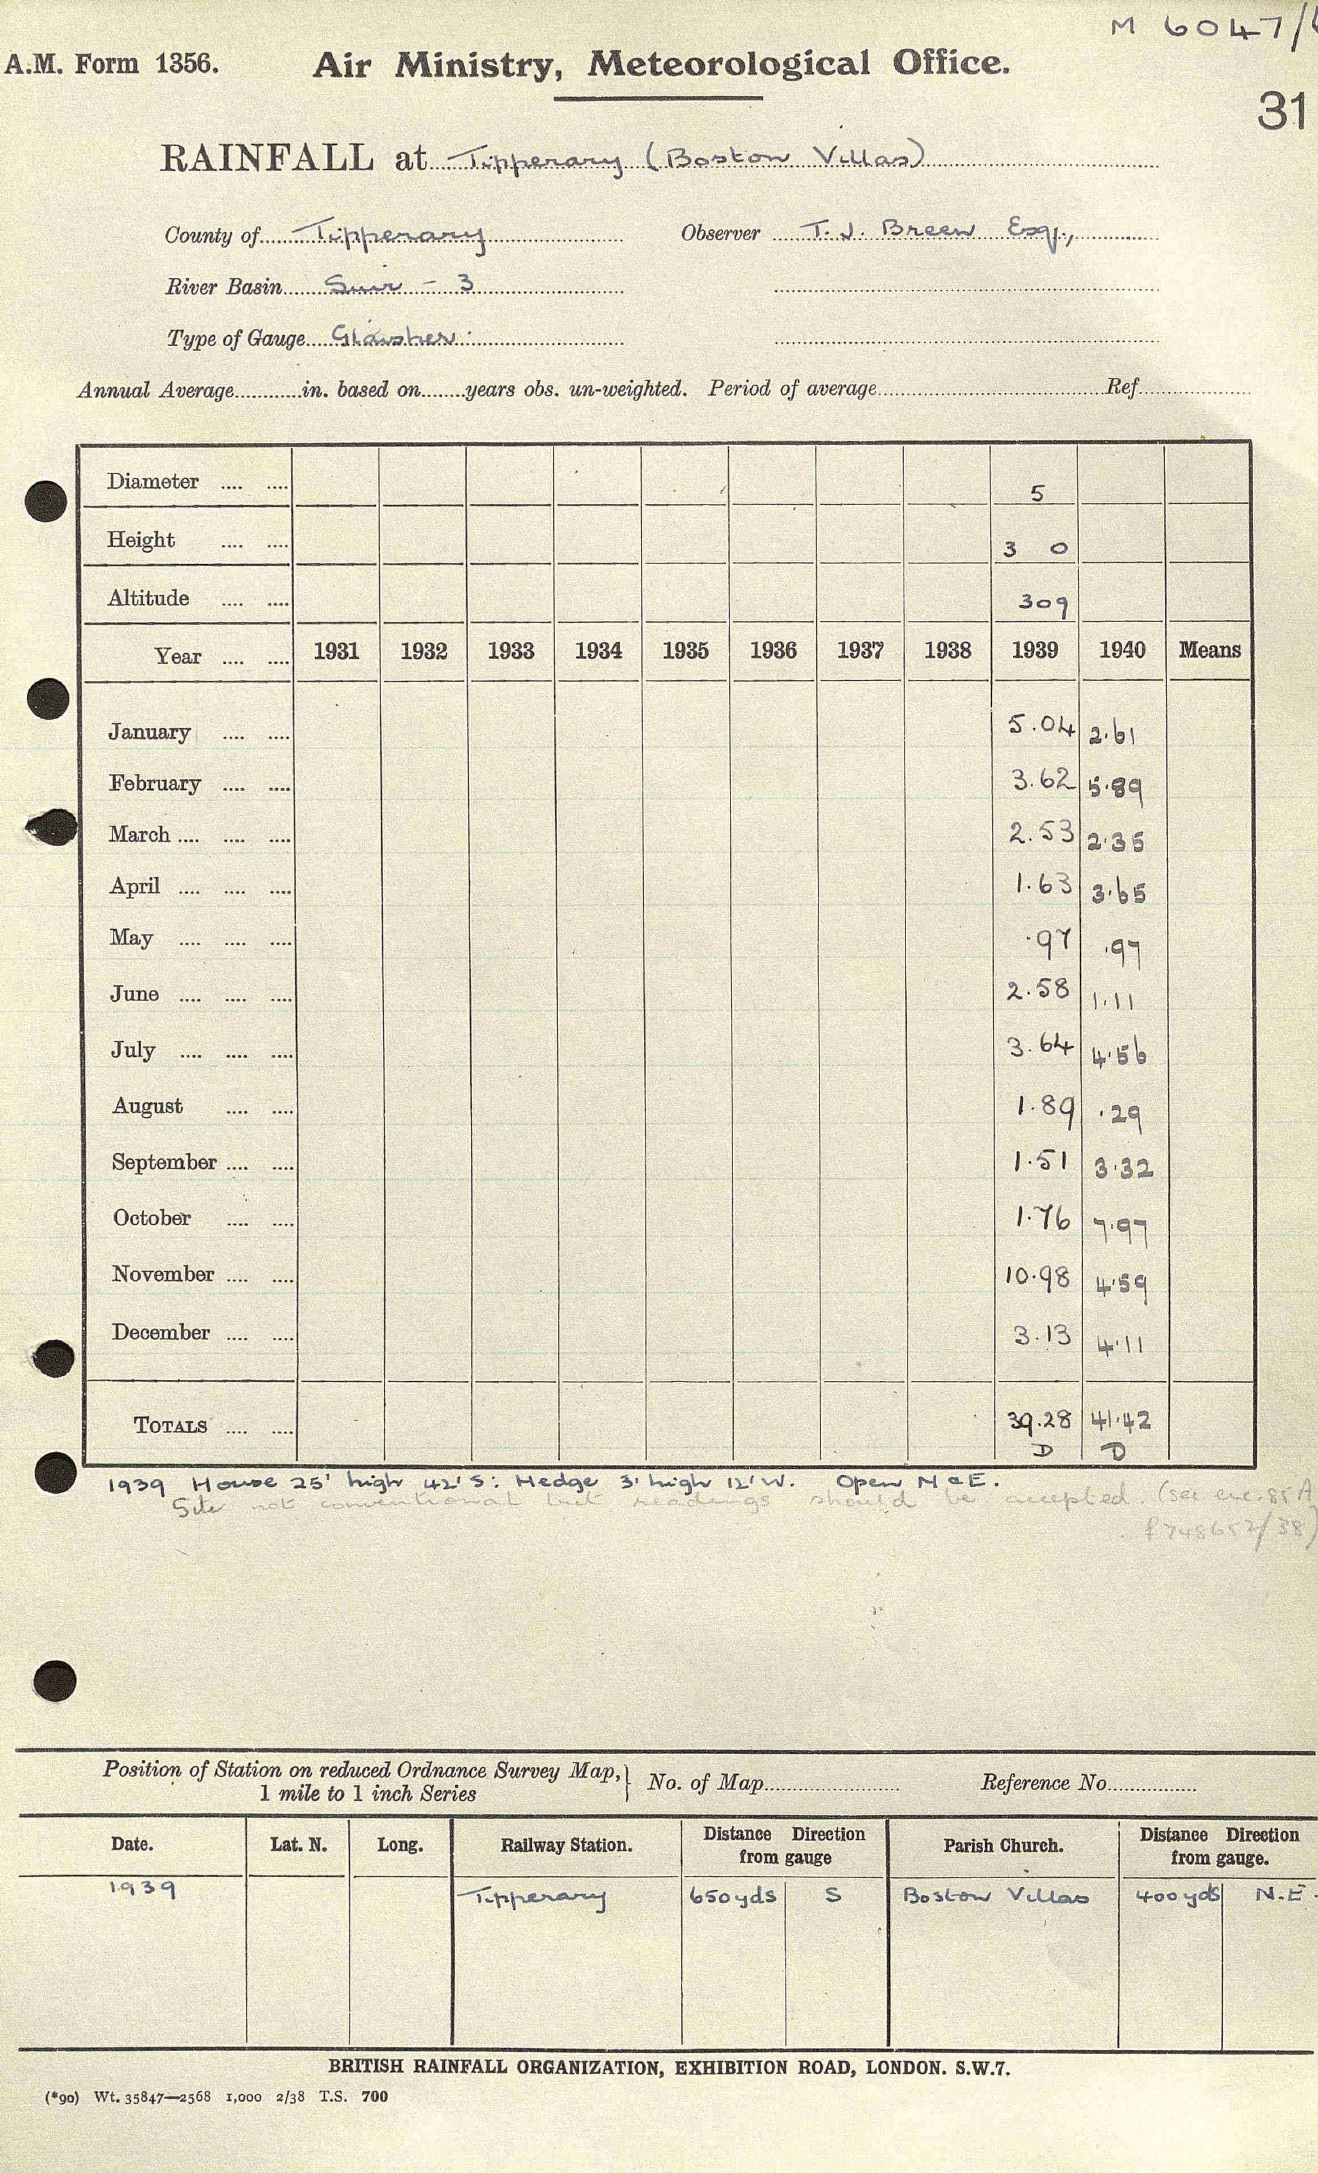 M 6047/
A.M. Form 1356. Air Ministry, Meteorological Office.
31
RAINFALL at Tipperary (Boston Villas)
County of Tipperary Observer T. J. Breen Esq.,
River Basin Suir - 3
Type of Gauge Glaisher
Annual Average............in. based on........years obs. un-weighted. Period of average........................Ref....................
Diameter .... .... 5
Height .... .... 3 0
Altitude .... .... 309
Year .... .... 1931 1932 1933 1934 1935 1936 1937 1938 1939 1940 Means
January .... .... 5.04 2.61
February .... .... 3.62 5.89
March .... .... .... 2.53 2.35
April .... .... .... 1.63 3.65
May .... .... .... .97 .97
June .... .... .... 2.58 1.11
July .... .... .... 3.64 4.56
August .... .... 1.89 .29
September .... .... 1.51 3.32
October .... .... 1.76 7.97
November .... .... 10.98 4.59
December .... .... 3.13 4.11
TOTALS .... .... 39.28 41.42
D D
1939 House 25' high 42' S: Hedge 3' high 12' W. Open N & E.
Site not conventional but readings should be accepted. (see enc. 85A
748652/38)
Position of Station on reduced Ordnance Survey Map,} No. of Map........................ Reference No................
1 mile to 1 inch Series
Date. Lat. N. Long. Railway Station. Distance Direction from gauge Parish Church. Distance Direction from gauge.
1939 Tipperary 650yds S Boston Villas 400yds N.E.
BRITISH RAINFALL ORGANIZATION, EXHIBITION ROAD, LONDON. S.W.7.
(*90) Wt. 35847—2568 1,000 2/38 T.S. 700